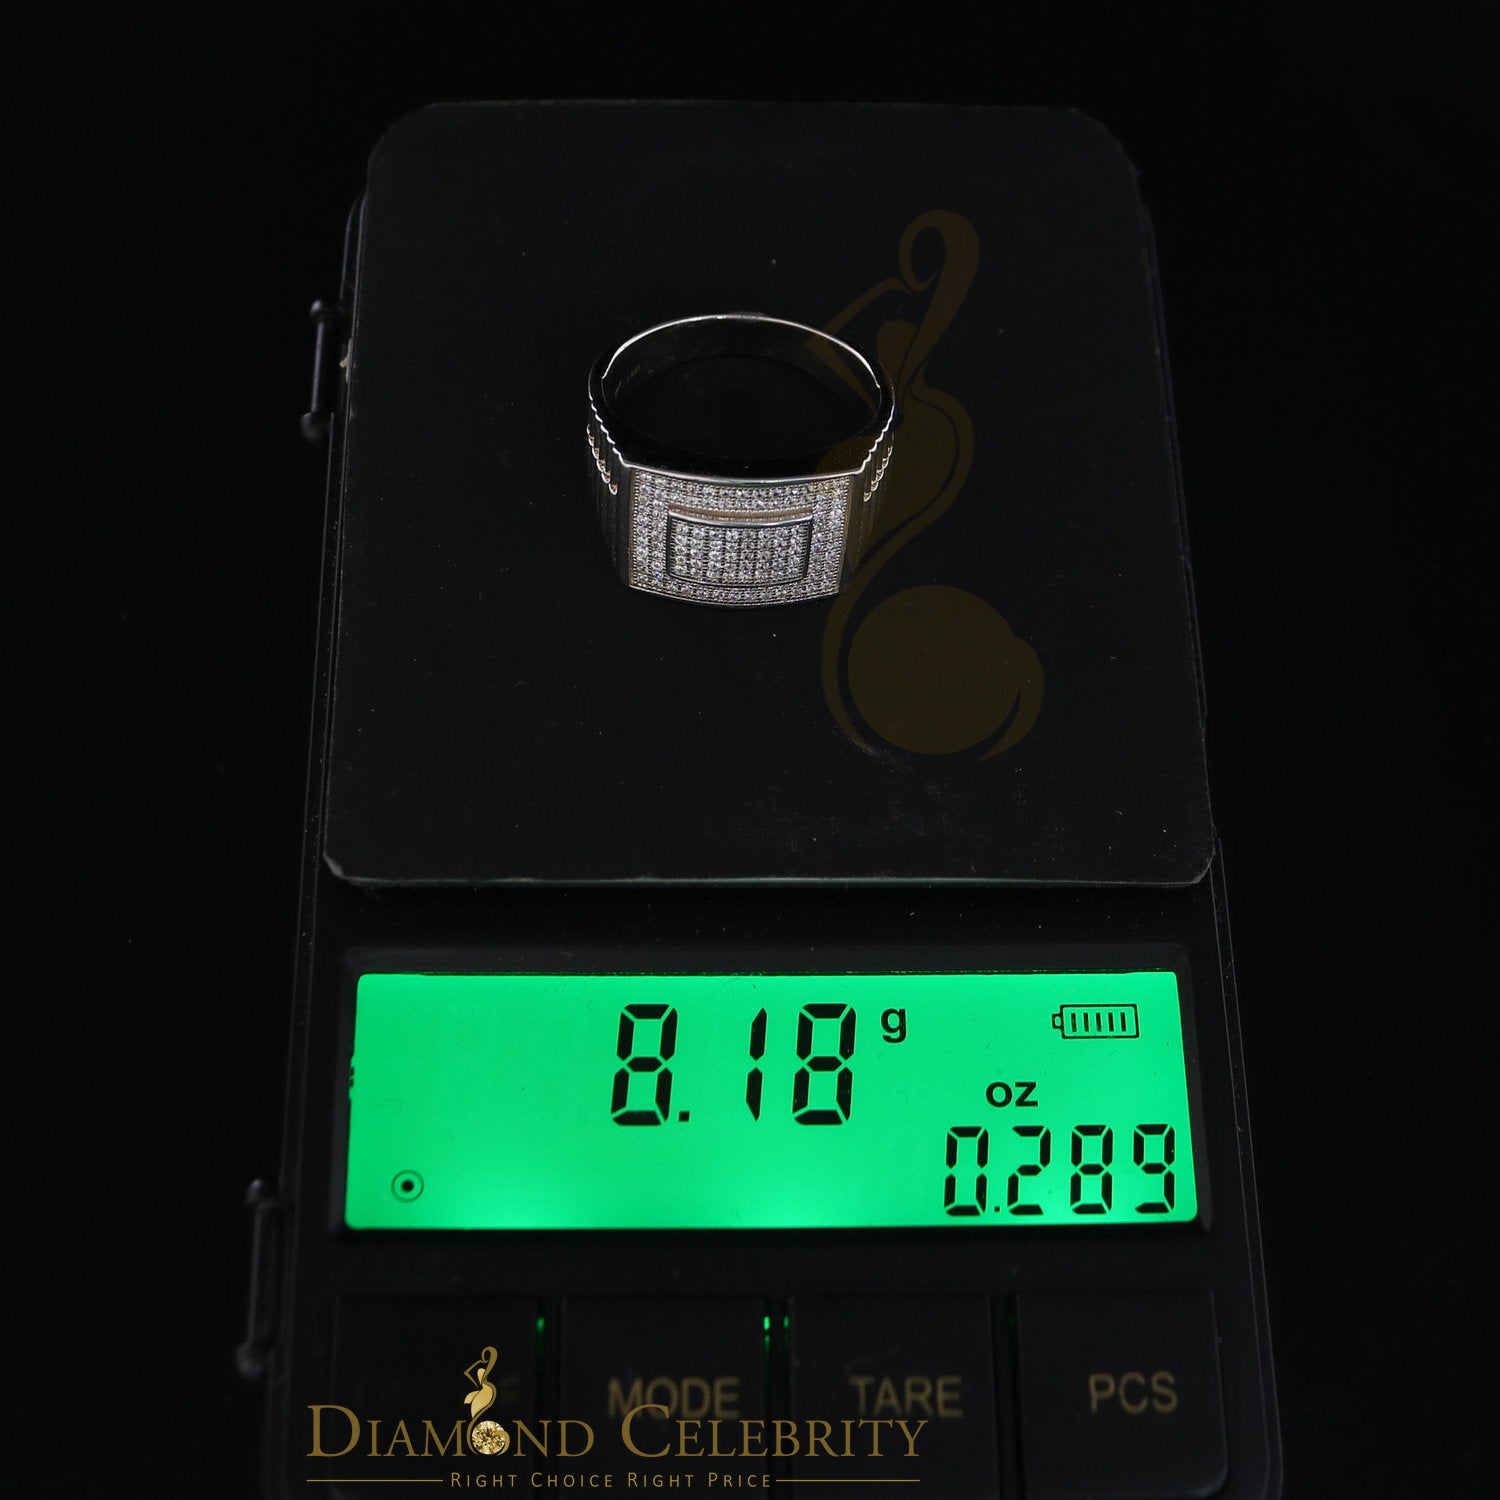 8.18 g
oz
0.289
MODE TARE PCS
DIAMOND CELEBRITY
RIGHT CHOICE RIGHT PRICE